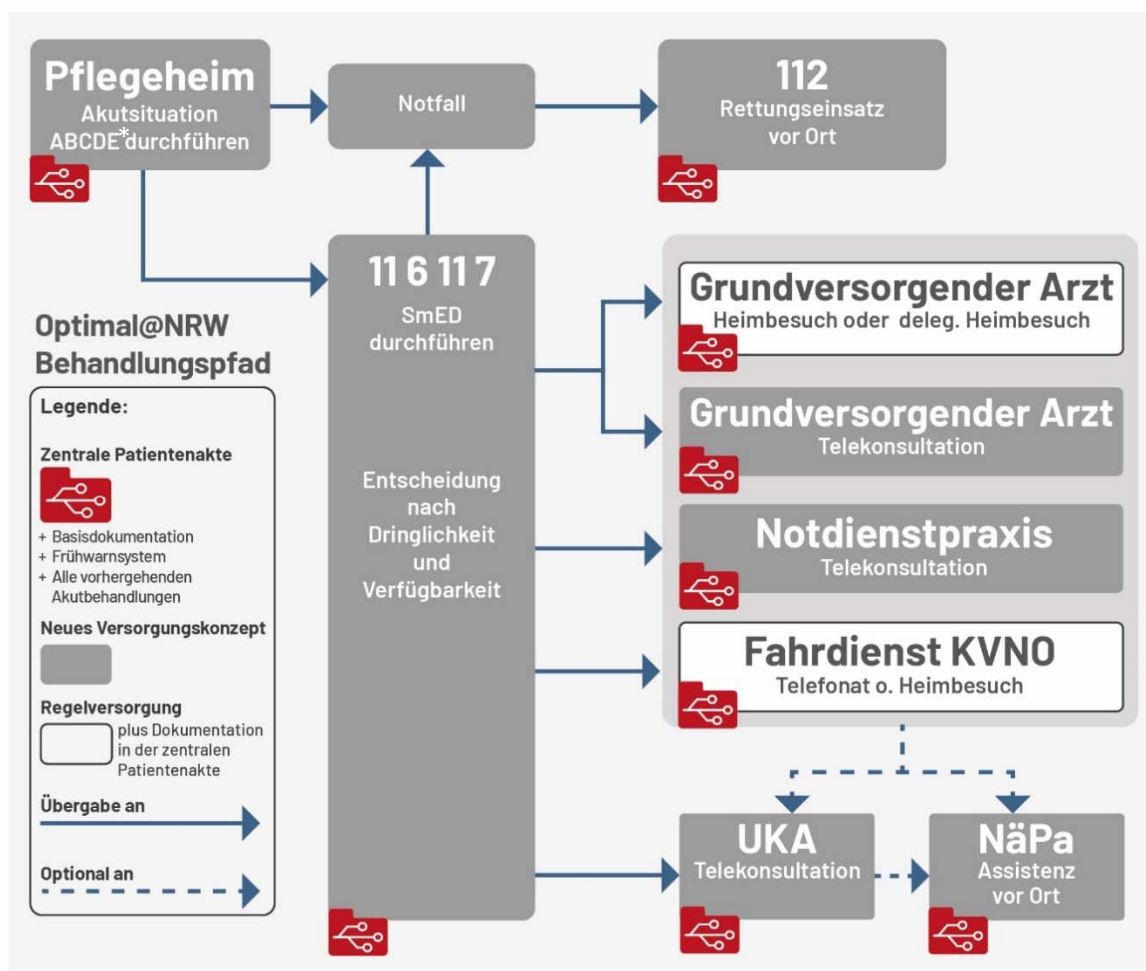 Pflegeheim
Akutsituation
ABCDE* durchführen
Notfall
112
Rettungseinsatz
vor Ort
11 6 11 7
SmED
durchführen
Entscheidung
nach
Dringlichkeit
und
Verfügbarkeit
Grundversorgender Arzt
Heimbesuch oder deleg. Heimbesuch
Grundversorgender Arzt
Telekonsultation
Notdienstpraxis
Telekonsultation
Fahrdienst KVNO
Telefonat o. Heimbesuch
UKA
Telekonsultation
NäPa
Assistenz
vor Ort
Optimal@NRW
Behandlungspfad
Legende:
Zentrale Patientenakte
+ Basisdokumentation
+ Frühwarnsystem
+ Alle vorhergehenden
Akutbehandlungen
Neues Versorgungskonzept
Regelversorgung
plus Dokumentation
in der zentralen
Patientenakte
Übergabe an
Optional an